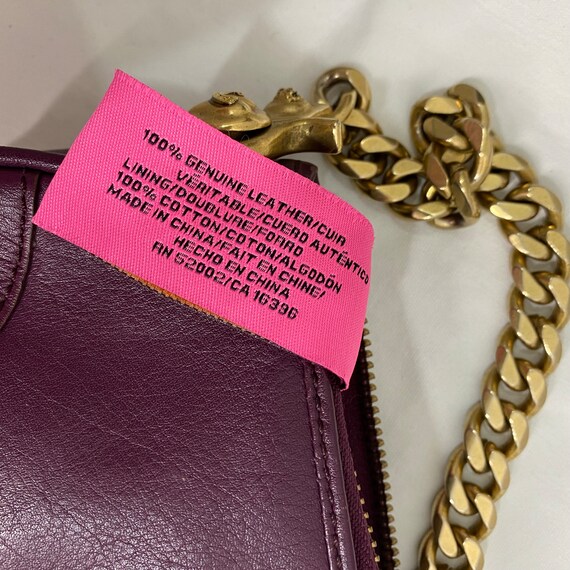 100% GENUINE LEATHER/CUIR
VÉRITABLE/CUERO AUTÉNTICO
LINING/DOUBLURE/FORRO
100% COTTON/COTON/ALGODÓN
MADE IN CHINA/FAIT EN CHINE/
HECHO EN CHINA
RN 52002/CA 16396